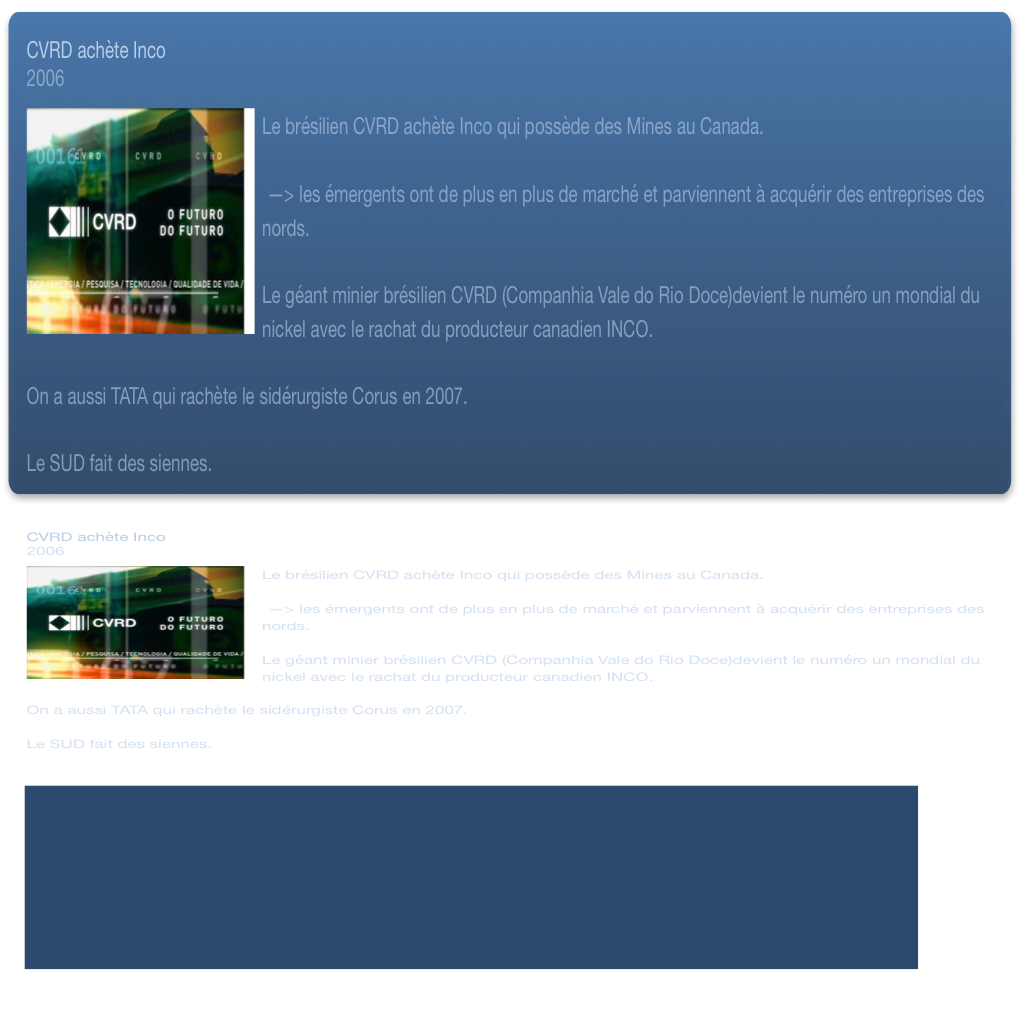 CVRD achète Inco
2006
Le brésilien CVRD achète Inco qui possède des Mines au Canada.
00161
CVRD CVRD CVRD
—> les émergents ont de plus en plus de marché et parviennent à acquérir des entreprises des
nords.
CVRD
O FUTURO
DO FUTURO
/ ENERGIA / PESQUISA / TECNOLOGIA / QUALIDADE DE VIDA /
DO FUTURO O FUTU
Le géant minier brésilien CVRD (Companhia Vale do Rio Doce)devient le numéro un mondial du
nickel avec le rachat du producteur canadien INCO.
On a aussi TATA qui rachète le sidérurgiste Corus en 2007.
Le SUD fait des siennes.
CVRD achète Inco
2006
Le brésilien CVRD achète Inco qui possède des Mines au Canada.
CVRD CVRD CVRD
—> les émergents ont de plus en plus de marché et parviennent à acquérir des entreprises des
nords.
CVRD
O FUTURO
DO FUTURO
/ ENERGIA / PESQUISA / TECNOLOGIA / QUALIDADE DE VIDA /
Le géant minier brésilien CVRD (Companhia Vale do Rio Doce)devient le numéro un mondial du
nickel avec le rachat du producteur canadien INCO.
On a aussi TATA qui rachète le sidérurgiste Corus en 2007.
Le SUD fait des siennes.